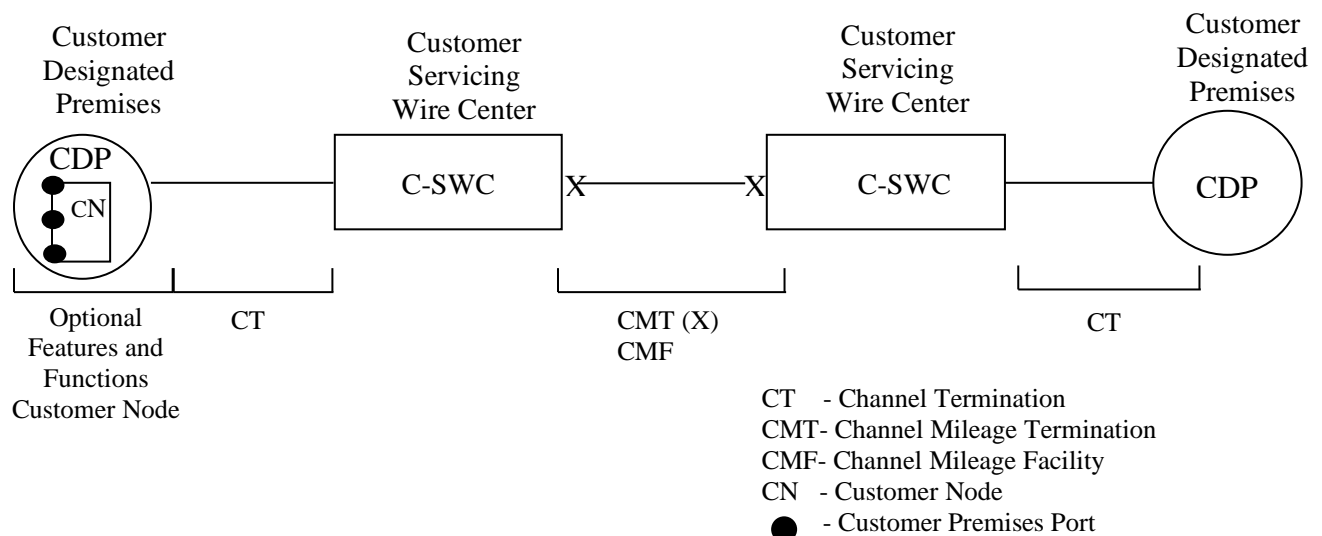 Customer
Designated
Premises
Customer
Servicing
Wire Center
Customer
Servicing
Wire Center
Customer
Designated
Premises
CDP
CN
C-SWC
X
X
C-SWC
CDP
Optional
Features and
Functions
Customer Node
CT
CMT (X)
CMF
CT
CT - Channel Termination
CMT- Channel Mileage Termination
CMF- Channel Mileage Facility
CN - Customer Node
- Customer Premises Port